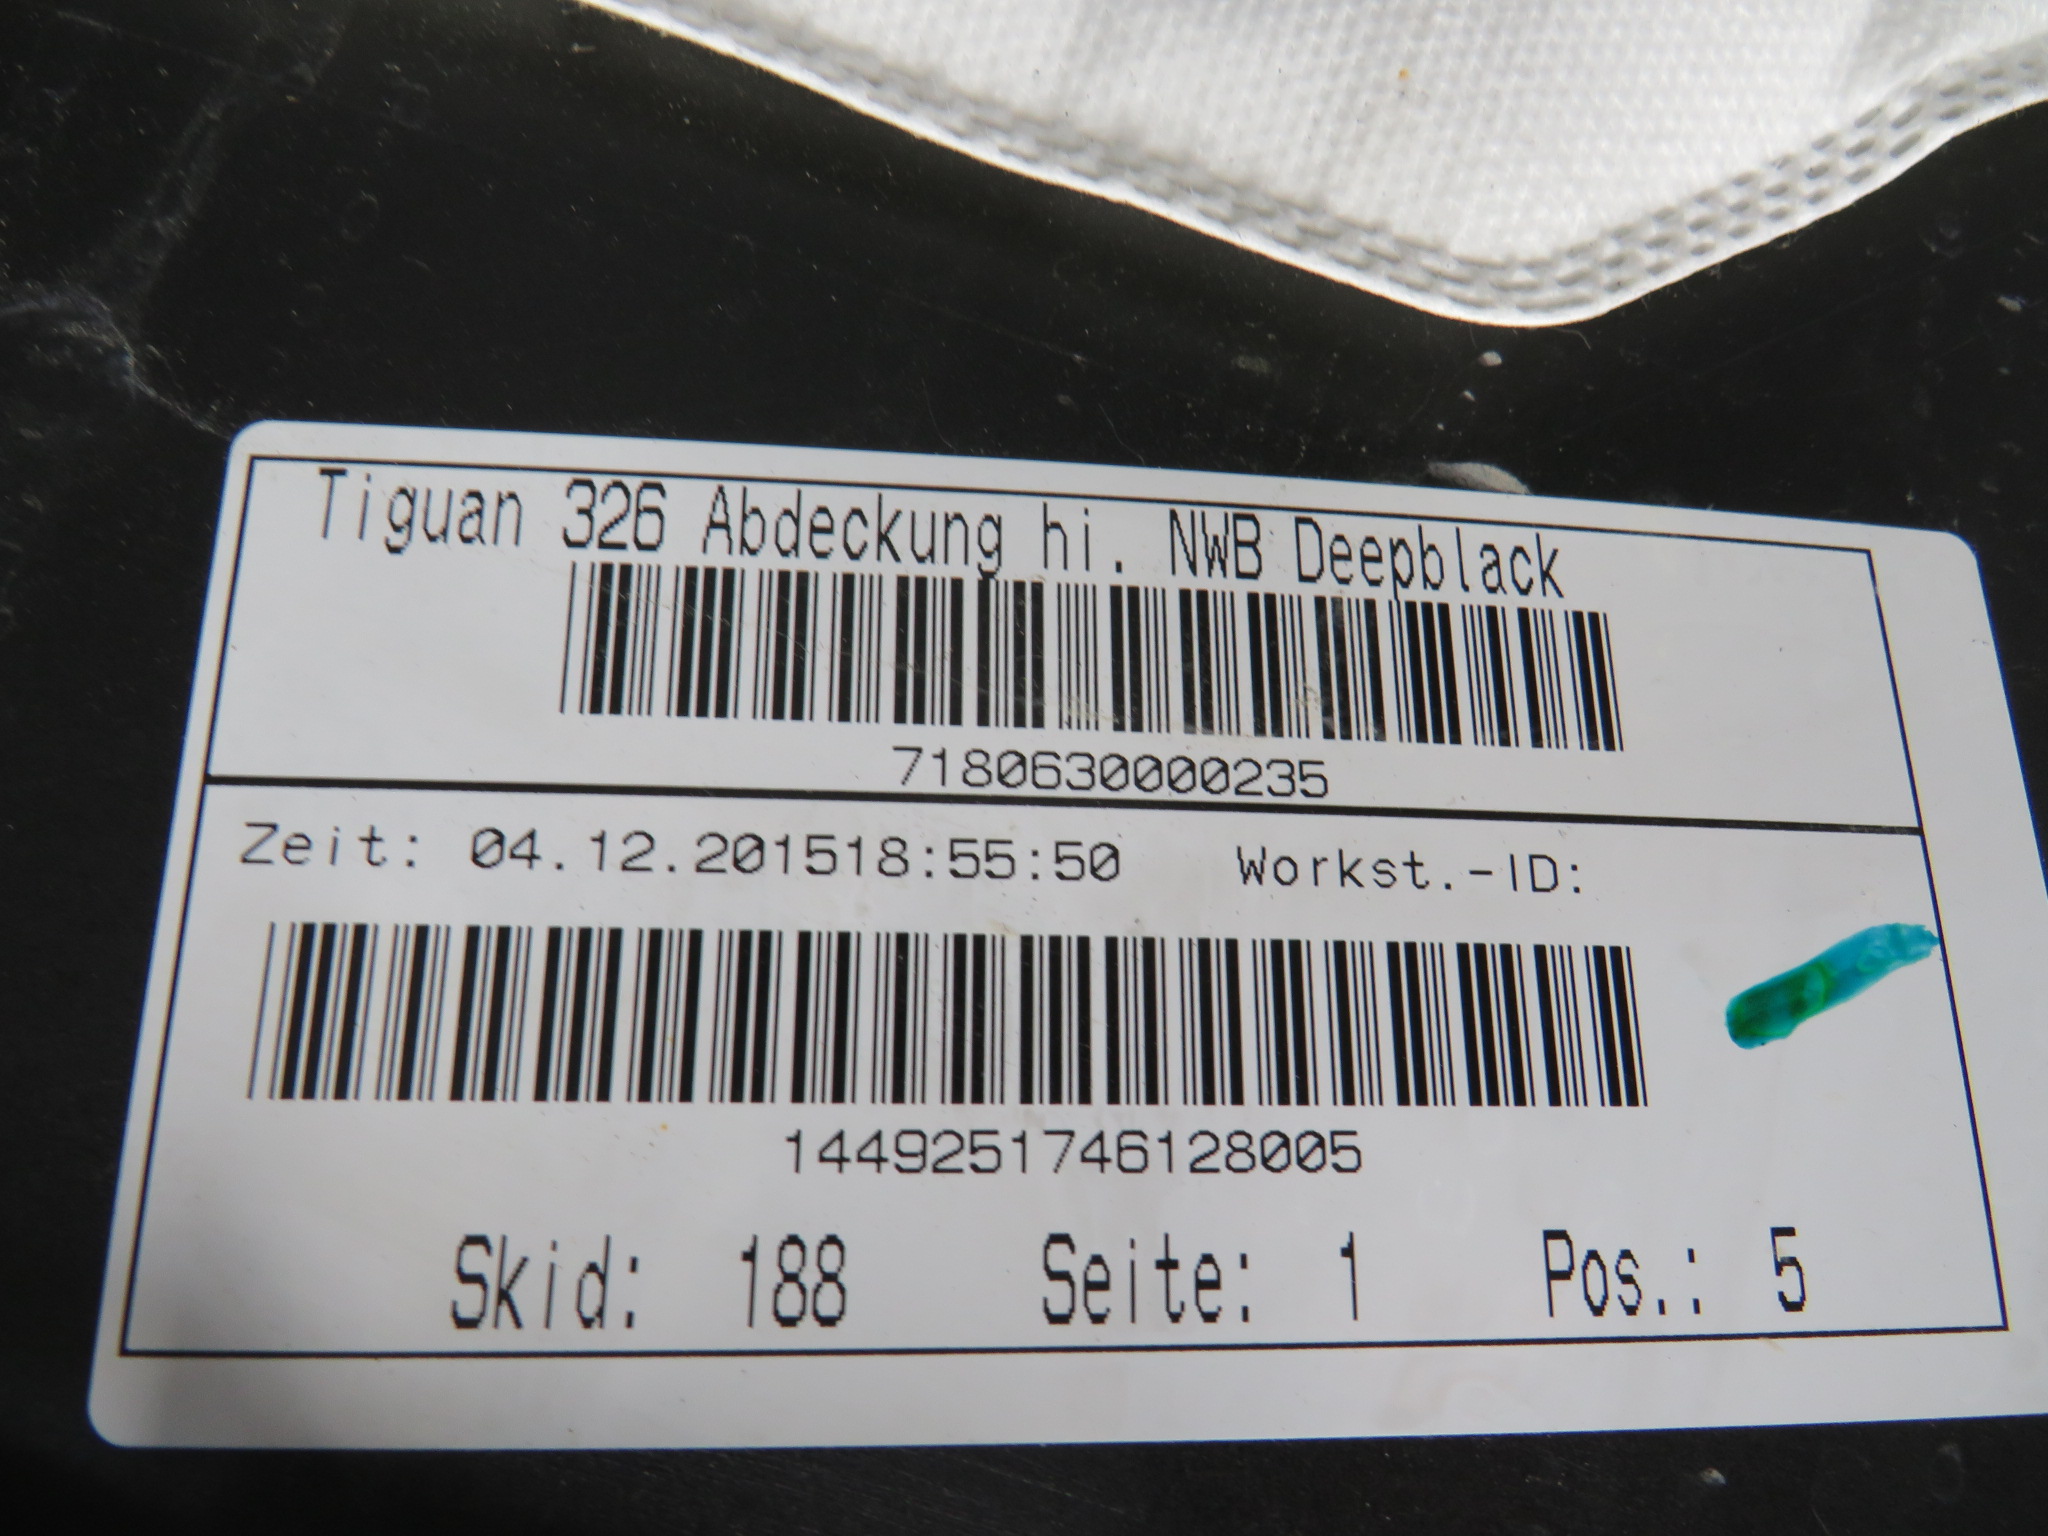 Tiguan 326 Abdeckung hi. NWB Deepblack
7180630000235
Zeit: 04.12.201518:55:50 Workst.-ID:
1449251746128005
Skid: 188 Seite: 1 Pos.: 5